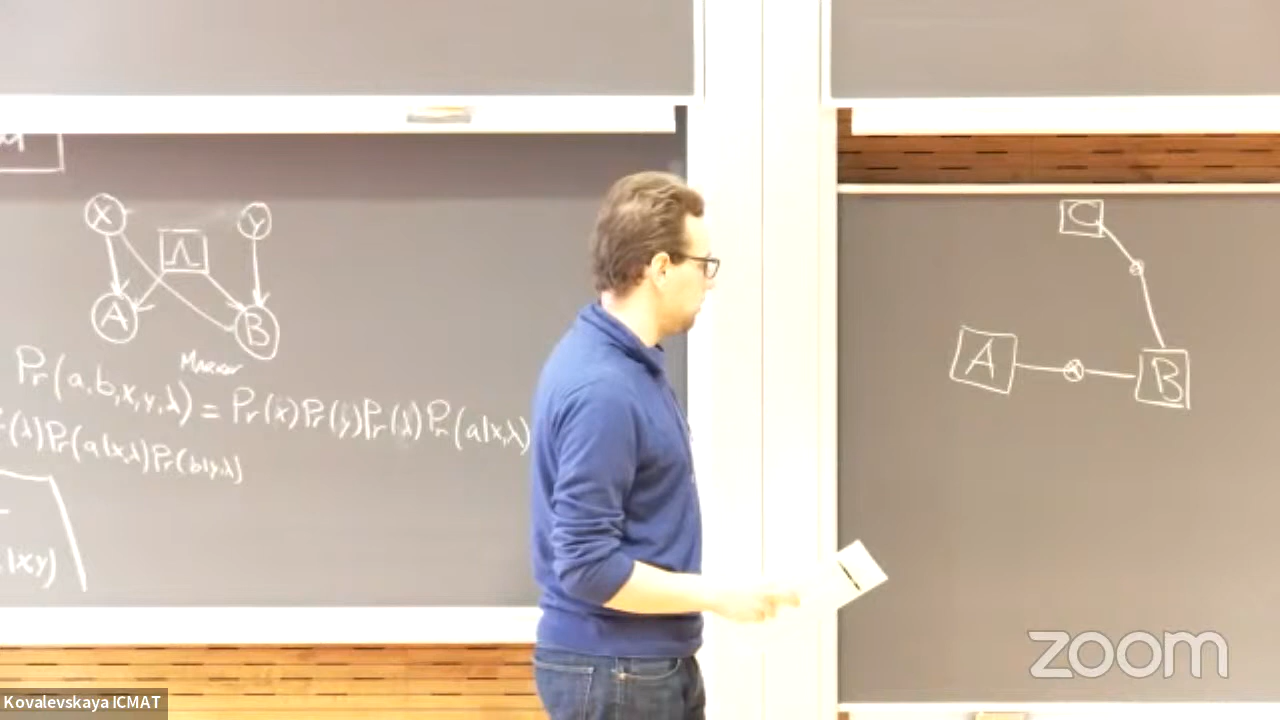 X Y
Λ
A B
Markov
Pr(a,b,x,y,λ) = Pr(x)Pr(y)Pr(λ)Pr(a|x,λ)
(λ)Pr(a|x,λ)Pr(b|y,λ)
|xy)
C
A B
zoom
Kovalevskaya ICMAT